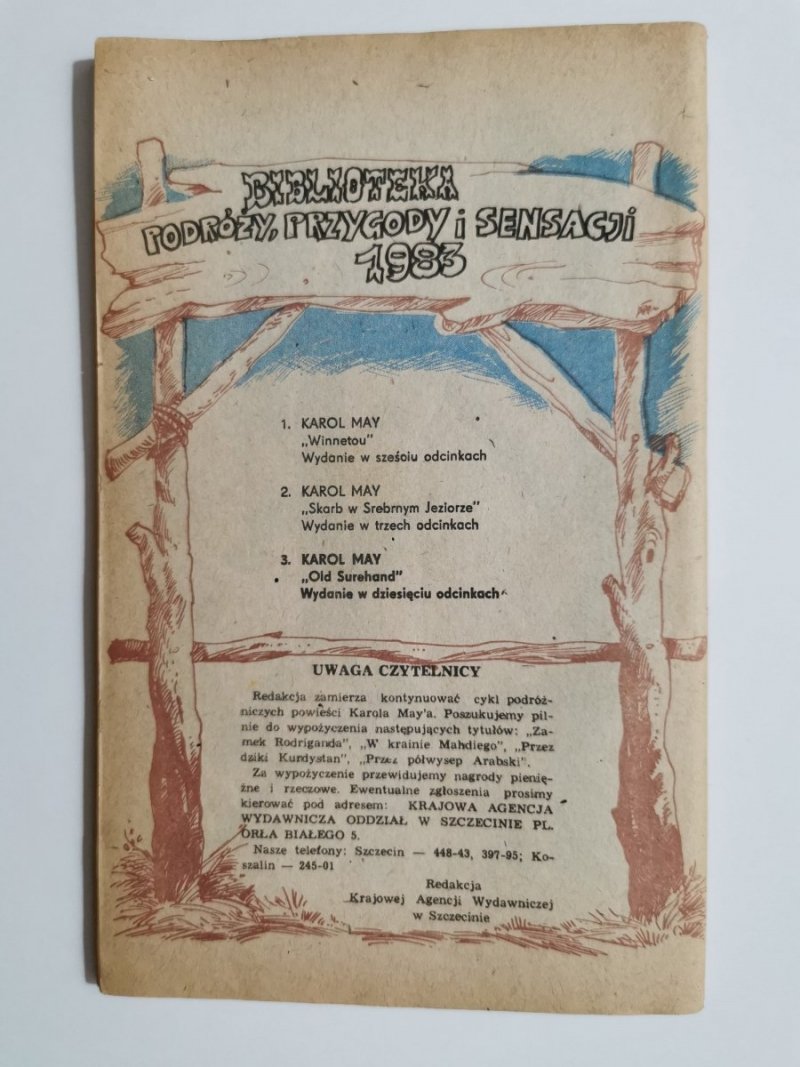 BIBLIOTEKA
PODRÓŻY, PRZYGODY i SENSACJI
1983
1. KAROL MAY
„Winnetou"
Wydanie w sześciu odcinkach
2. KAROL MAY
„Skarb w Srebrnym Jeziorze"
Wydanie w trzech odcinkach
3. KAROL MAY
„Old Surehand"
Wydanie w dziesięciu odcinkach
UWAGA CZYTELNICY
Redakcja zamierza kontynuować cykl podróż-
niczych powieści Karola May'a. Poszukujemy pil-
nie do wypożyczenia następujących tytułów: „Za-
mek Rodriganda", „W krainie Mahdiego", „Przez
dziki Kurdystan", „Przez półwysep Arabski".
Za wypożyczenie przewidujemy nagrody pienię-
żne i rzeczowe. Ewentualne zgłoszenia prosimy
kierować pod adresem: KRAJOWA AGENCJA
WYDAWNICZA ODDZIAŁ W SZCZECINIE PL.
ORŁA BIAŁEGO 5.
Nasze telefony: Szczecin — 448-43, 397-95; Ko-
szalin — 245-01
Redakcja
Krajowej Agencji Wydawniczej
w Szczecinie